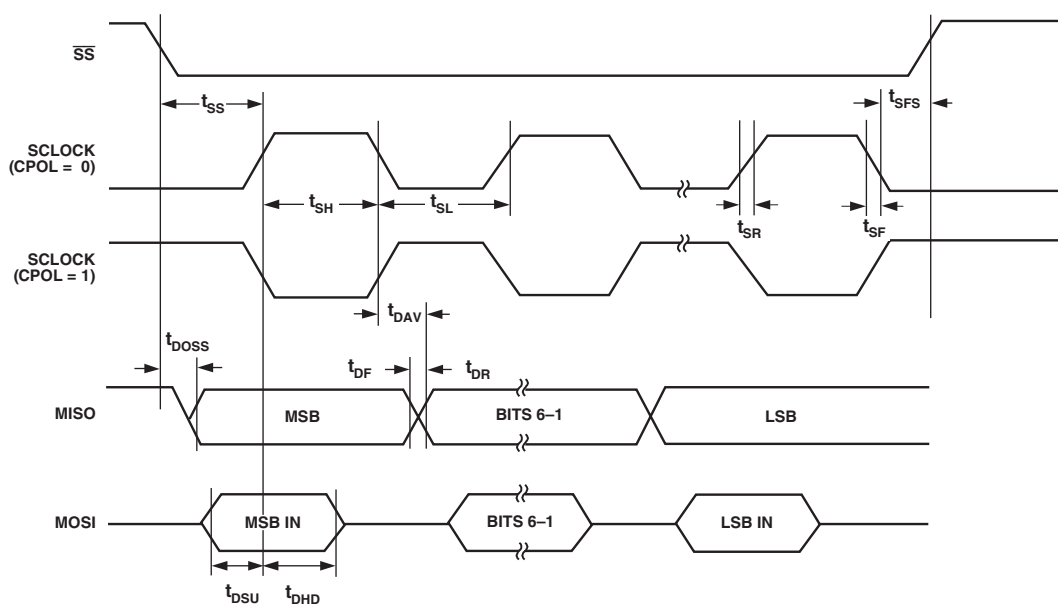 SS
tSS
tSFS
SCLOCK
(CPOL = 0)
tSH
tSL
tSR
tSF
SCLOCK
(CPOL = 1)
tDAV
tDOSS
tDF
tDR
MISO
MSB
BITS 6–1
LSB
MOSI
MSB IN
BITS 6–1
LSB IN
tDSU
tDHD